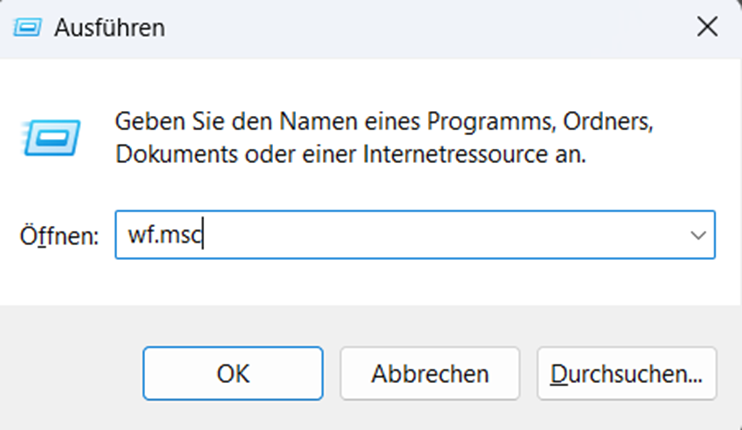 Ausführen
Geben Sie den Namen eines Programms, Ordners,
Dokuments oder einer Internetressource an.
Öffnen: wf.msc
OK Abbrechen Durchsuchen...